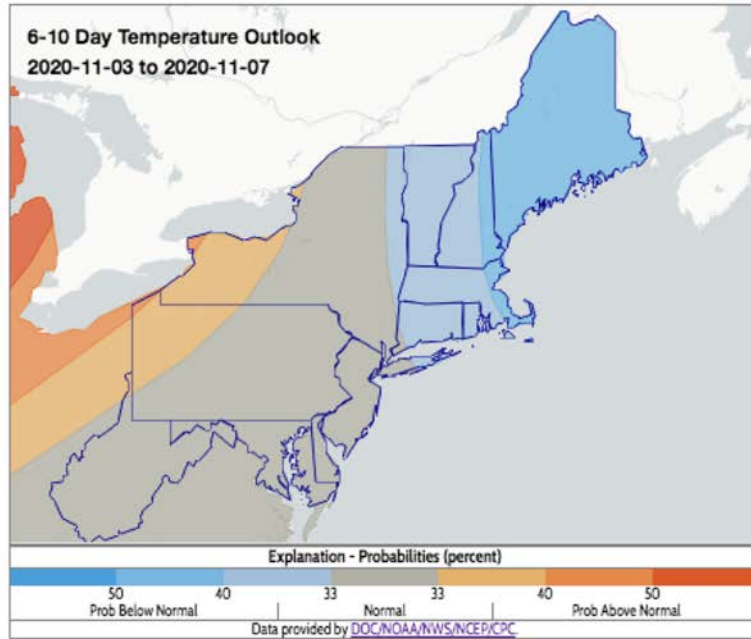 6-10 Day Temperature Outlook
2020-11-03 to 2020-11-07
Explanation - Probabilities (percent)
50 40 33 33 40 50
Prob Below Normal Normal Prob Above Normal
Data provided by DOC/NOAA/NWS/NCEP/CPC